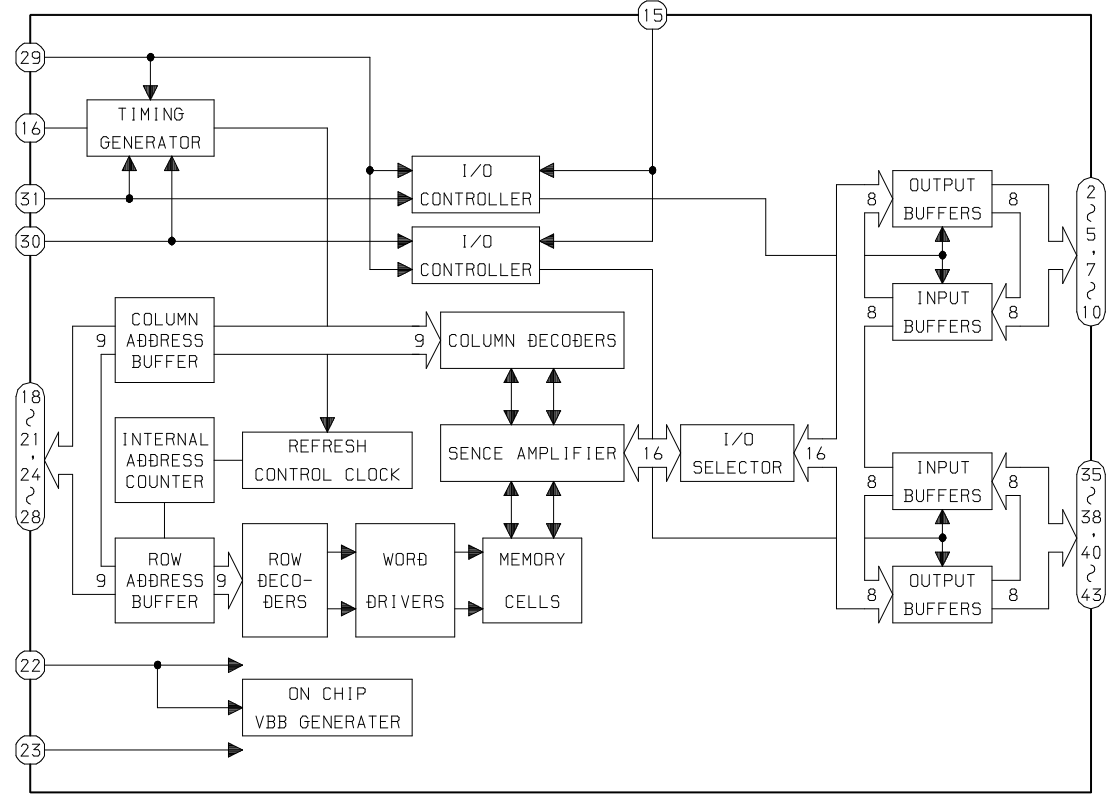 15
29
TIMING
GENERATOR
16
I/O
CONTROLLER
31
30
I/O
CONTROLLER
OUTPUT
BUFFERS
8
8
INPUT
BUFFERS
8
8
2
~
5
,
7
~
10
COLUMN
ADDRESS
BUFFER
9
9
COLUMN DECODERS
18
~
21
,
24
~
28
INTERNAL
ADDRESS
COUNTER
REFRESH
CONTROL CLOCK
SENCE AMPLIFIER
16
I/O
SELECTOR
16
INPUT
BUFFERS
8
8
35
~
38
,
40
~
43
ROW
ADDRESS
BUFFER
9
9
ROW
DECO-
DERS
WORD
DRIVERS
MEMORY
CELLS
OUTPUT
BUFFERS
8
8
22
ON CHIP
VBB GENERATER
23